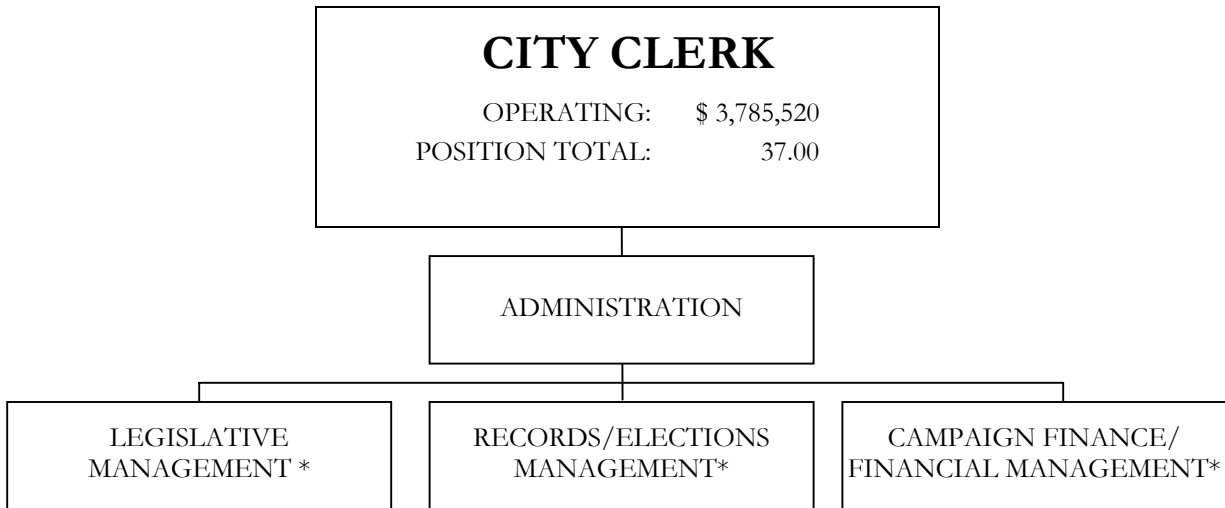 CITY CLERK
OPERATING: $ 3,785,520
POSITION TOTAL: 37.00
ADMINISTRATION
LEGISLATIVE
MANAGEMENT *
RECORDS/ELECTIONS
MANAGEMENT*
CAMPAIGN FINANCE/
FINANCIAL MANAGEMENT*